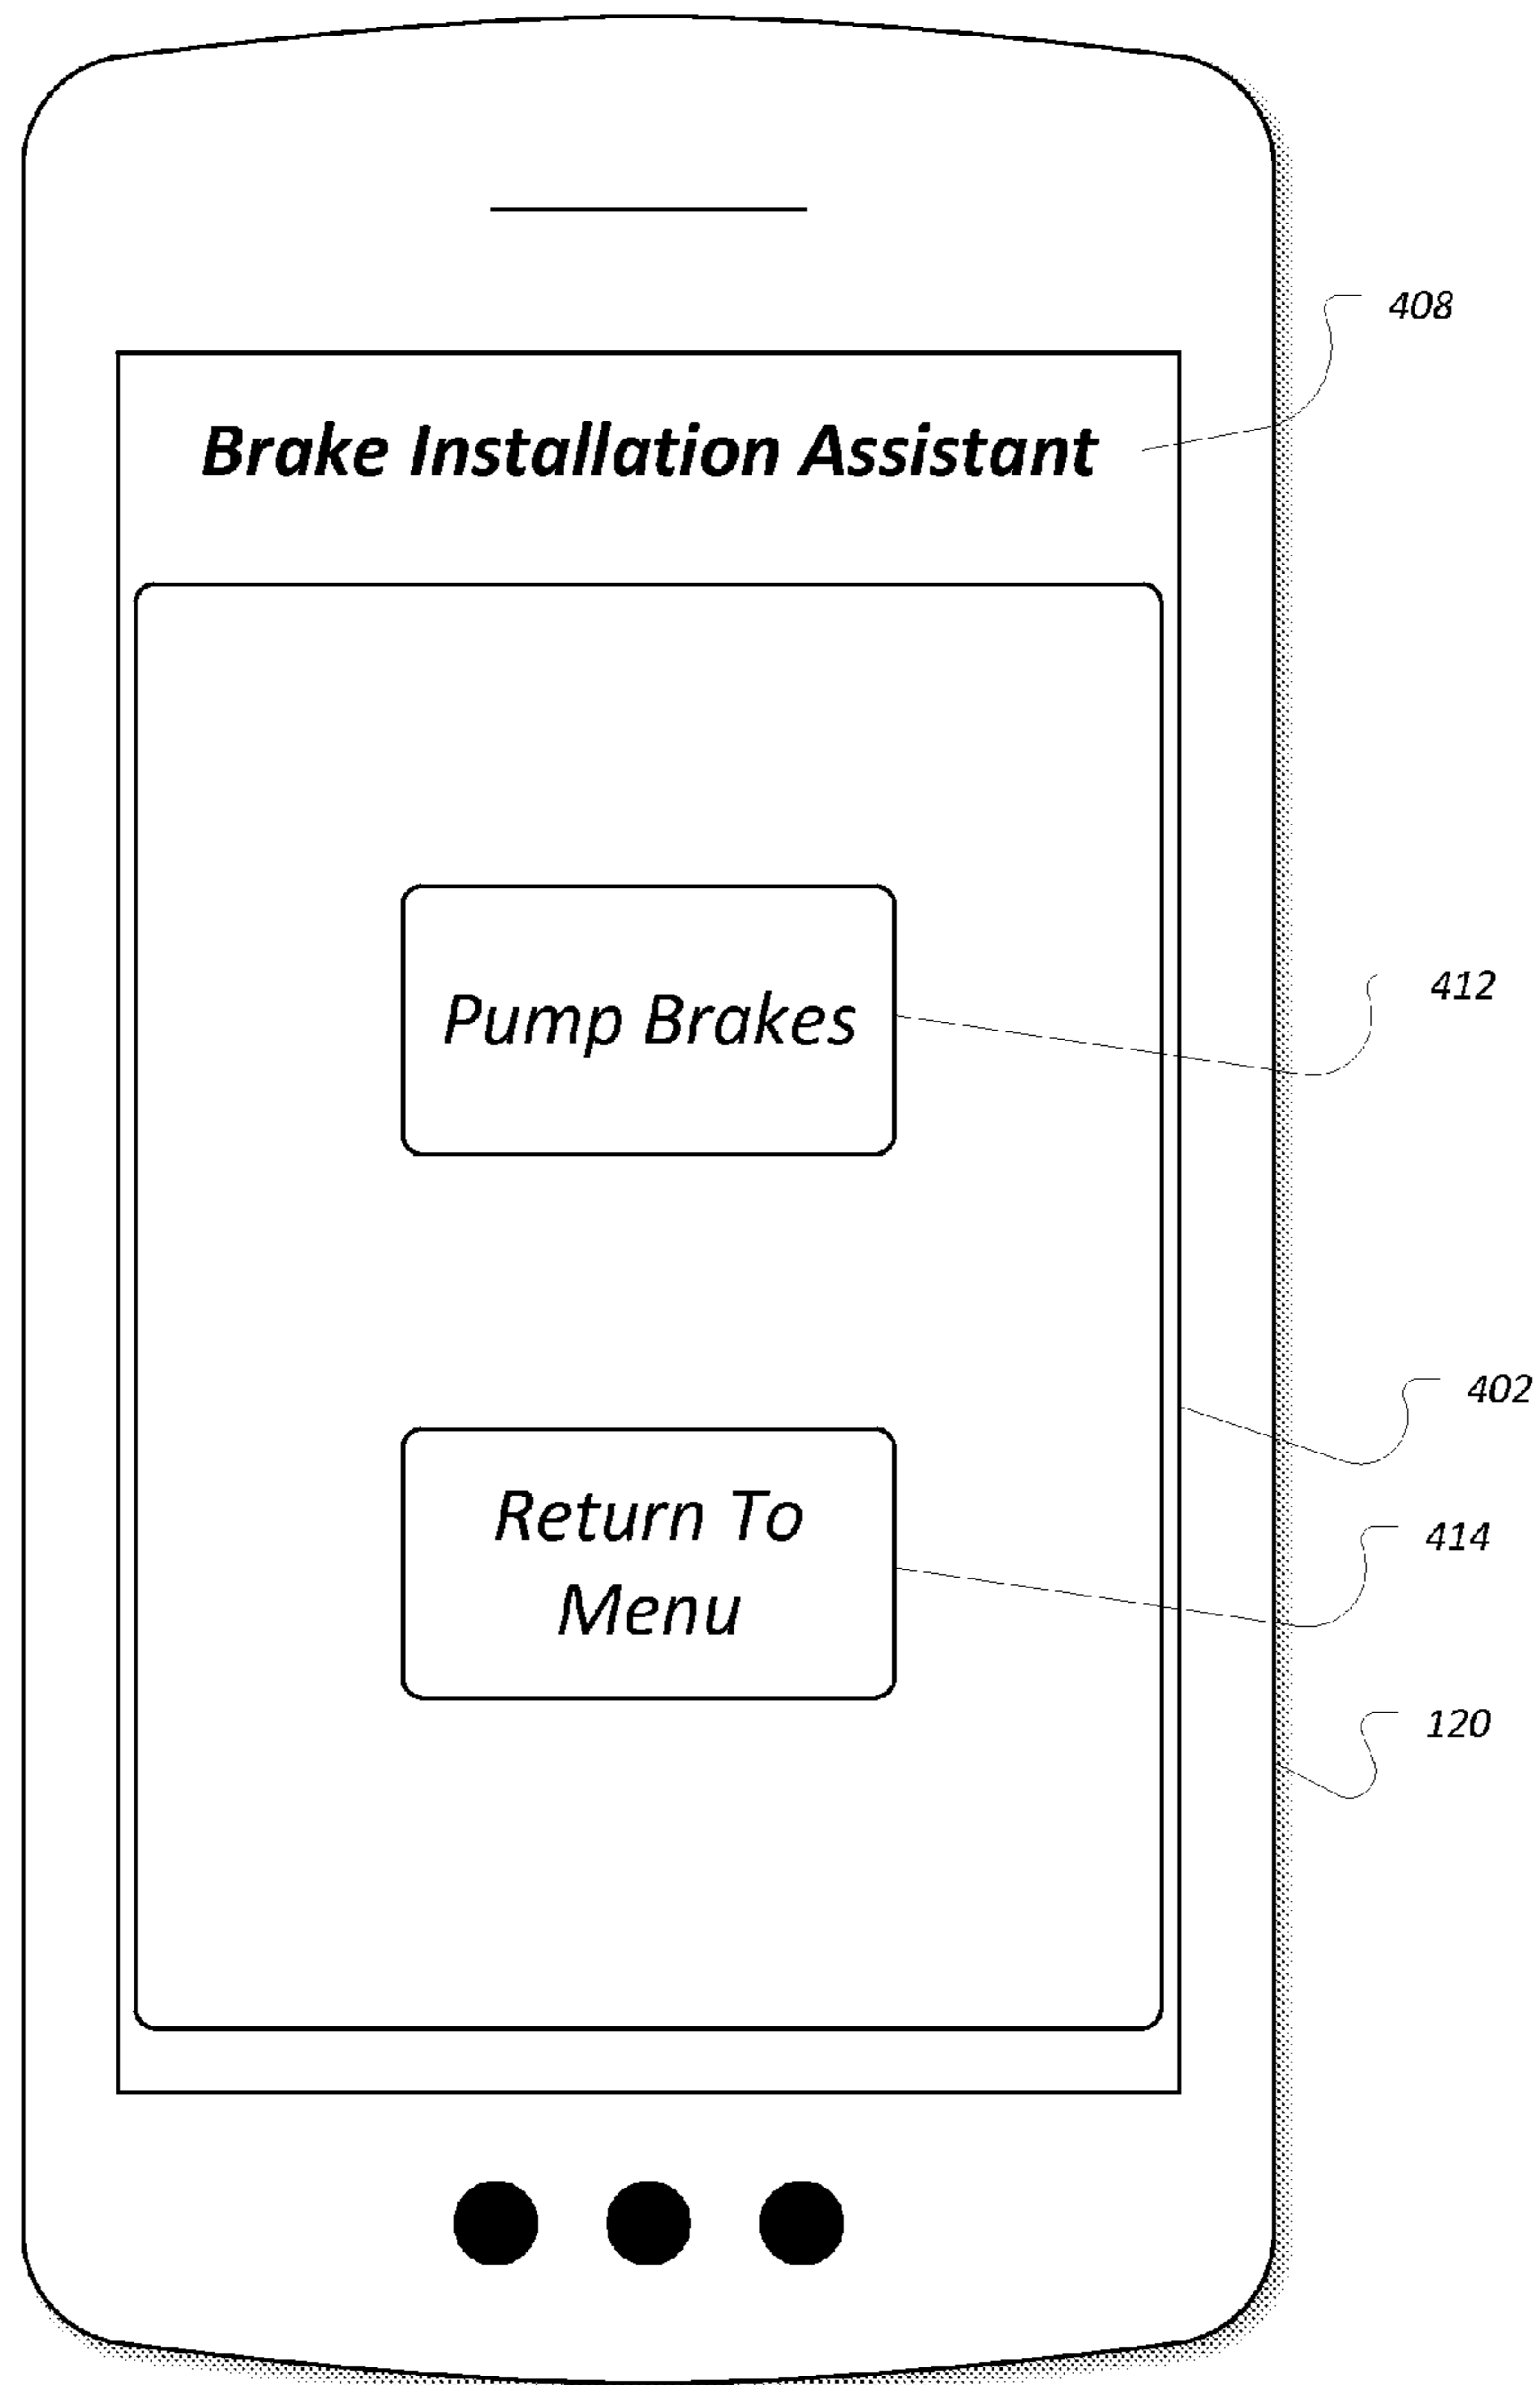 408
Brake Installation Assistant
412
Pump Brakes
402
Return To
Menu
414
120